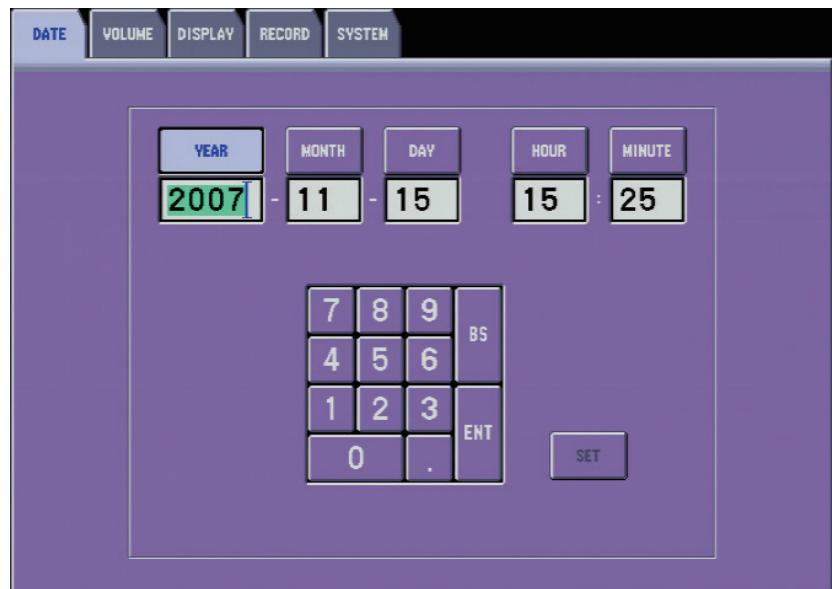 DATE VOLUME DISPLAY RECORD SYSTEM
YEAR MONTH DAY HOUR MINUTE
2007 - 11 - 15 15 : 25
7 8 9 BS
4 5 6
1 2 3 ENT
0 .
SET